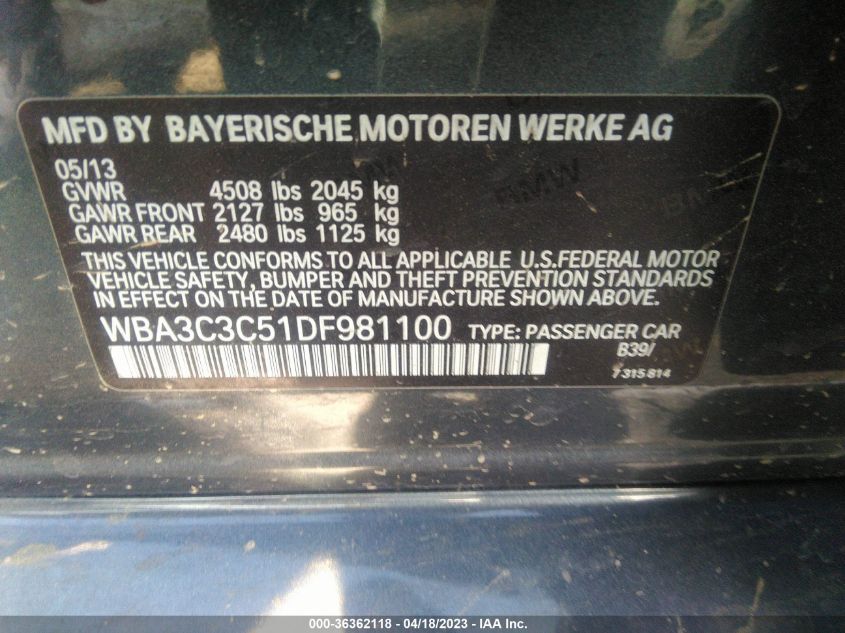 MFD BY BAYERISCHE MOTOREN WERKE AG
05/13
GVWR 4508 lbs 2045 kg
GAWR FRONT 2127 lbs 965 kg
GAWR REAR 2480 lbs 1125 kg
THIS VEHICLE CONFORMS TO ALL APPLICABLE U.S.FEDERAL MOTOR
VEHICLE SAFETY, BUMPER AND THEFT PREVENTION STANDARDS
IN EFFECT ON THE DATE OF MANUFACTURE SHOWN ABOVE.
WBA3C3C51DF981100 TYPE: PASSENGER CAR
B39/
7315814
BMW
000-36362118 - 04/18/2023 - IAA Inc.